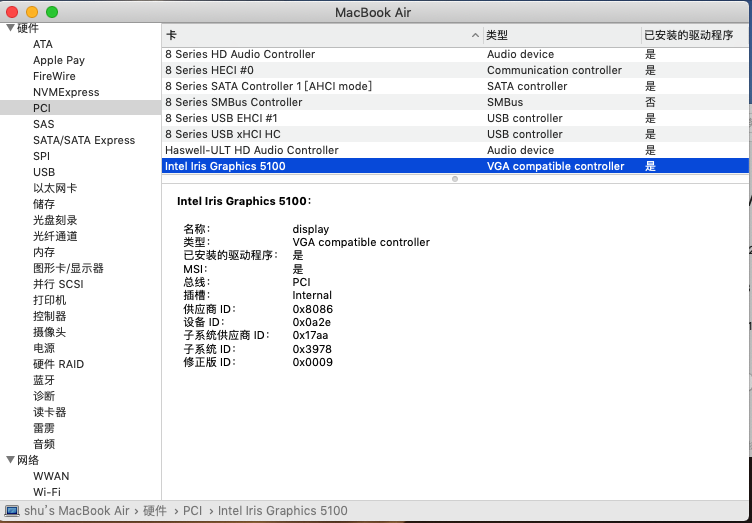 MacBook Air
硬件
ATA
Apple Pay
FireWire
NVMExpress
PCI
SAS
SATA/SATA Express
SPI
USB
以太网卡
储存
光盘刻录
光纤通道
内存
图形卡/显示器
并行 SCSI
打印机
控制器
摄像头
电源
硬件 RAID
蓝牙
诊断
读卡器
雷雳
音频
网络
WWAN
Wi-Fi
卡 类型 已安装的驱动程序
8 Series HD Audio Controller Audio device 是
8 Series HECI #0 Communication controller 是
8 Series SATA Controller 1 [AHCI mode] SATA controller 是
8 Series SMBus Controller SMBus 否
8 Series USB EHCI #1 USB controller 是
8 Series USB xHCI HC USB controller 是
Haswell-ULT HD Audio Controller Audio device 是
Intel Iris Graphics 5100 VGA compatible controller 是
Intel Iris Graphics 5100：
名称： display
类型： VGA compatible controller
已安装的驱动程序： 是
MSI： 是
总线： PCI
插槽： Internal
供应商 ID： 0x8086
设备 ID： 0x0a2e
子系统供应商 ID： 0x17aa
子系统 ID： 0x3978
修正版 ID： 0x0009
shu's MacBook Air › 硬件 › PCI › Intel Iris Graphics 5100